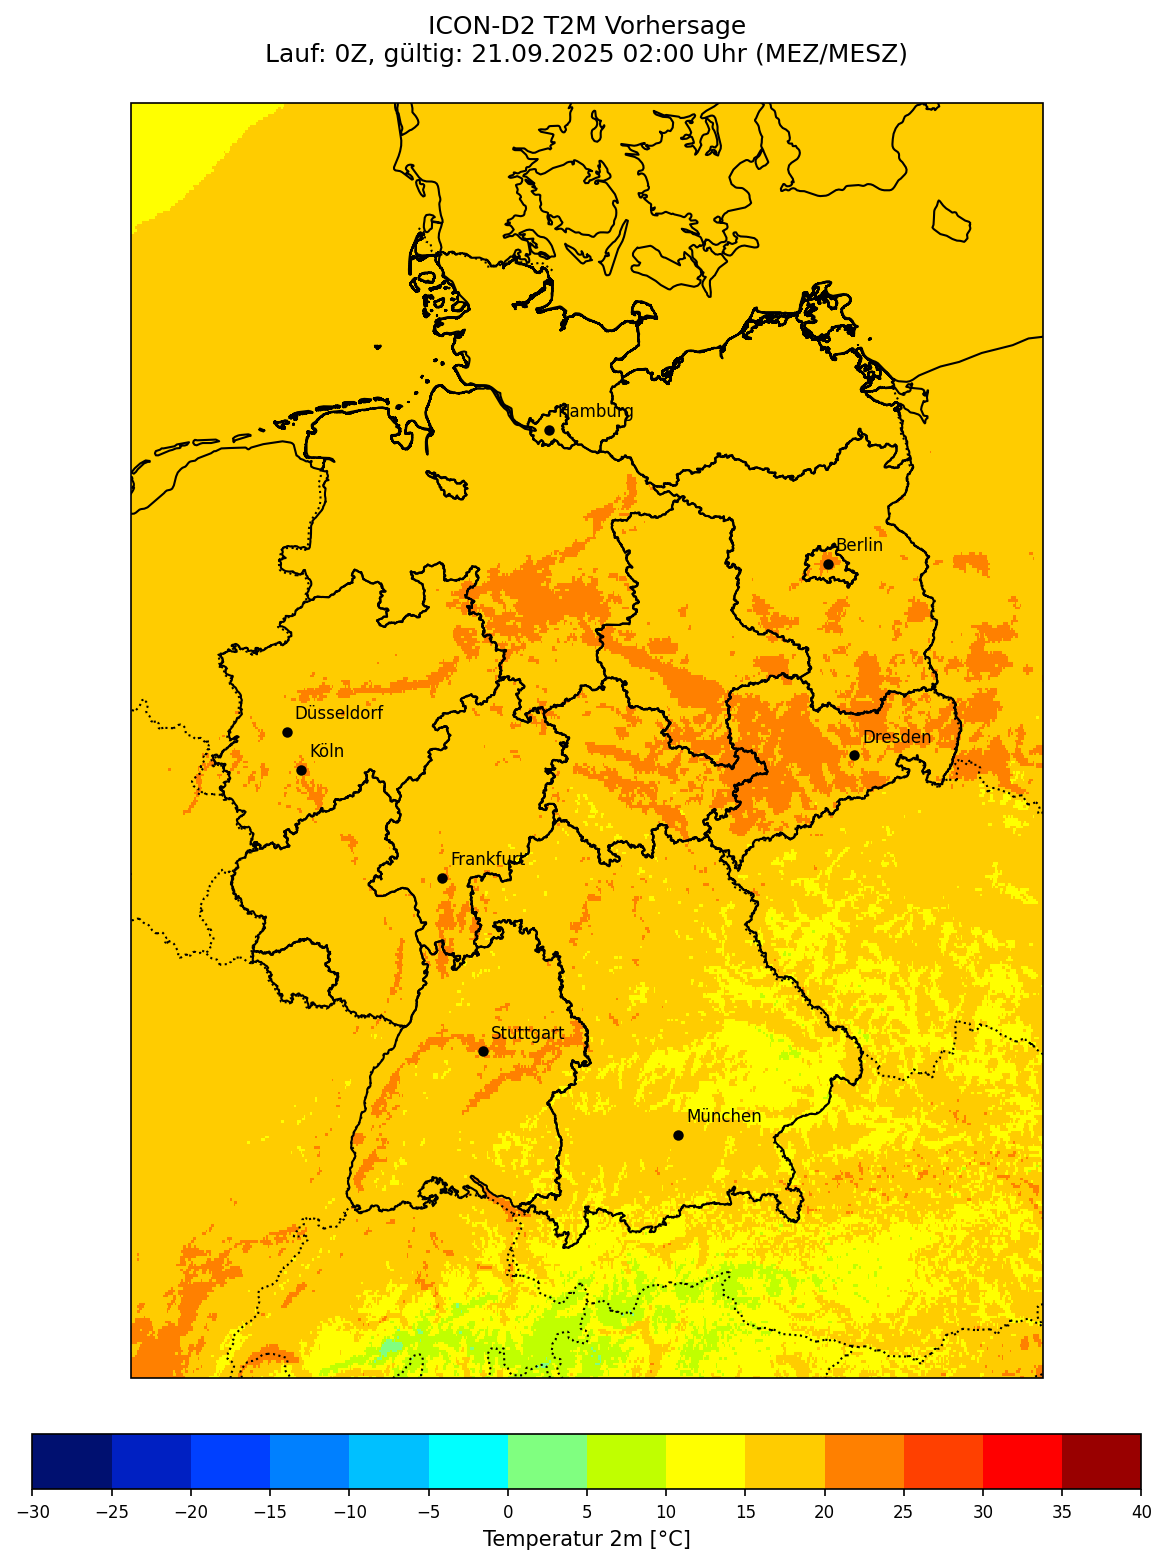 ICON-D2 T2M Vorhersage
Lauf: 0Z, gültig: 21.09.2025 02:00 Uhr (MEZ/MESZ)
Hamburg
Berlin
Düsseldorf
Dresden
Köln
Frankfurt
Stuttgart
München
−30 −25 −20 −15 −10 −5 0 5 10 15 20 25 30 35 40
Temperatur 2m [°C]